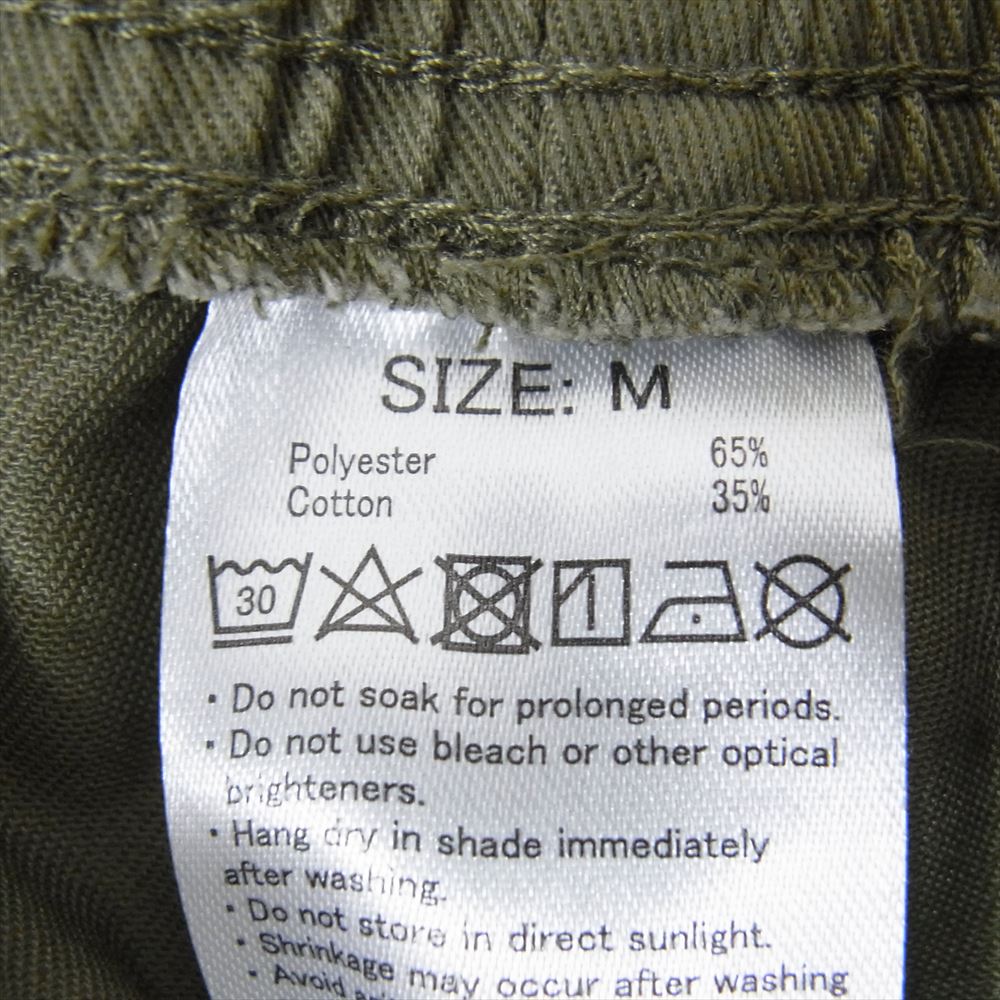 SIZE: M
Polyester 65%
Cotton 35%
30
• Do not soak for prolonged periods.
• Do not use bleach or other optical
brighteners.
• Hang dry in shade immediately
after washing.
• Do not store in direct sunlight.
• Shrinkage may occur after washing
• Avoid